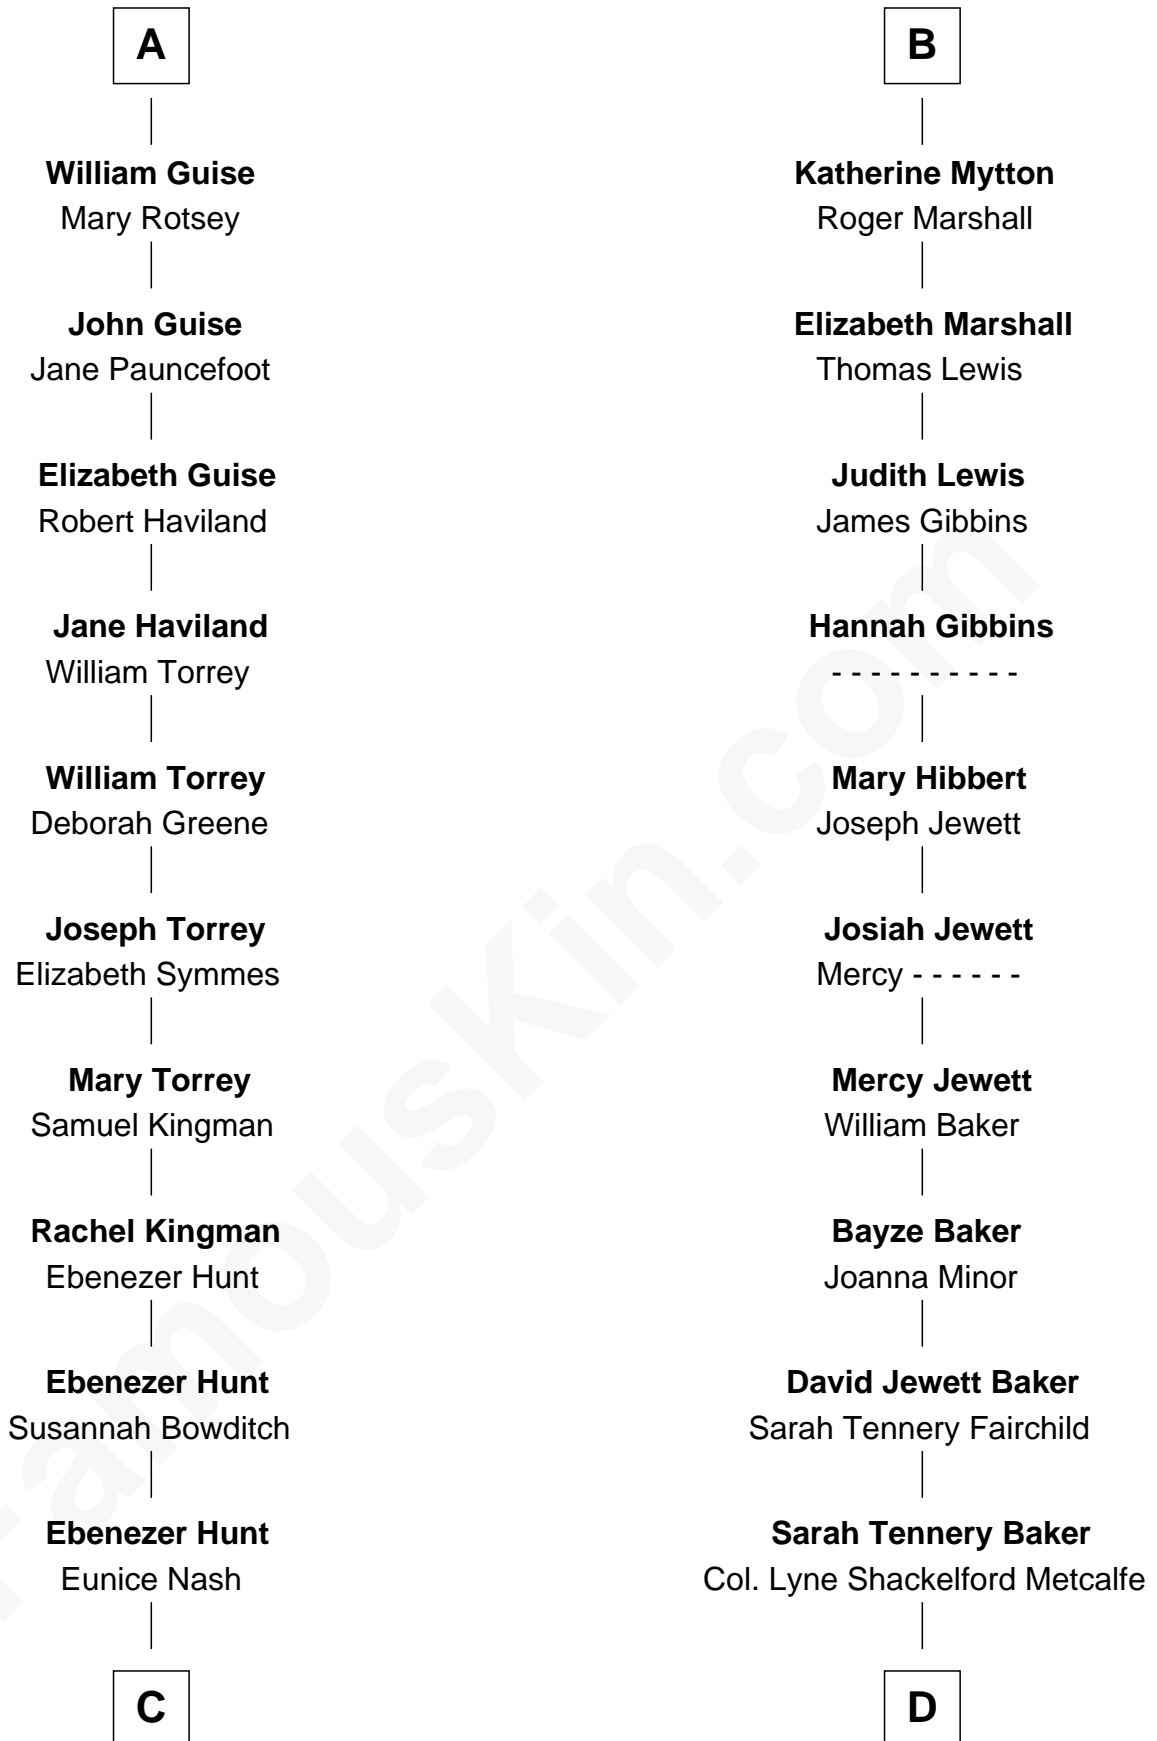 A
William Guise
Mary Rotsey
John Guise
Jane Pauncefoot
Elizabeth Guise
Robert Haviland
Jane Haviland
William Torrey
William Torrey
Deborah Greene
Joseph Torrey
Elizabeth Symmes
Mary Torrey
Samuel Kingman
Rachel Kingman
Ebenezer Hunt
Ebenezer Hunt
Susannah Bowditch
Ebenezer Hunt
Eunice Nash
C
B
Katherine Mytton
Roger Marshall
Elizabeth Marshall
Thomas Lewis
Judith Lewis
James Gibbins
Hannah Gibbins
- - - - - - - - - -
Mary Hibbert
Joseph Jewett
Josiah Jewett
Mercy - - - - - -
Mercy Jewett
William Baker
Bayze Baker
Joanna Minor
David Jewett Baker
Sarah Tennery Fairchild
Sarah Tennery Baker
Col. Lyne Shackelford Metcalfe
D
FamousKin.com